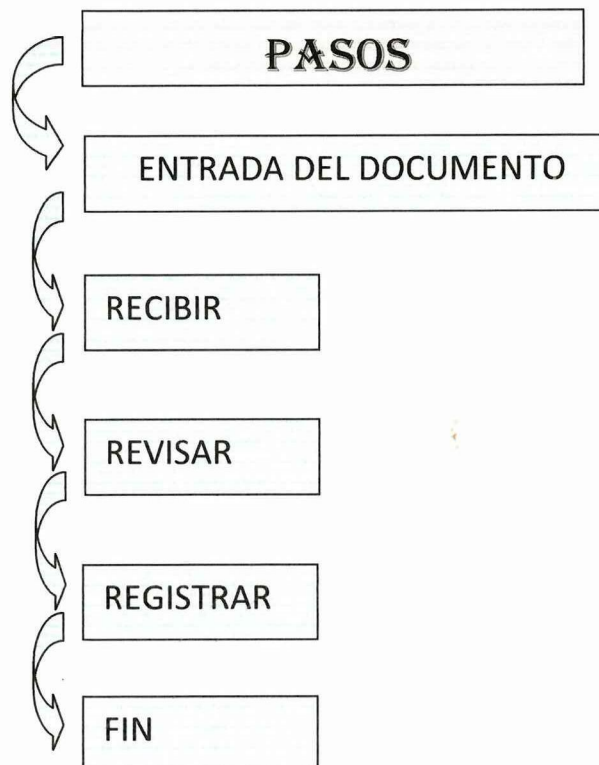 PASOS
ENTRADA DEL DOCUMENTO
RECIBIR
REVISAR
REGISTRAR
FIN